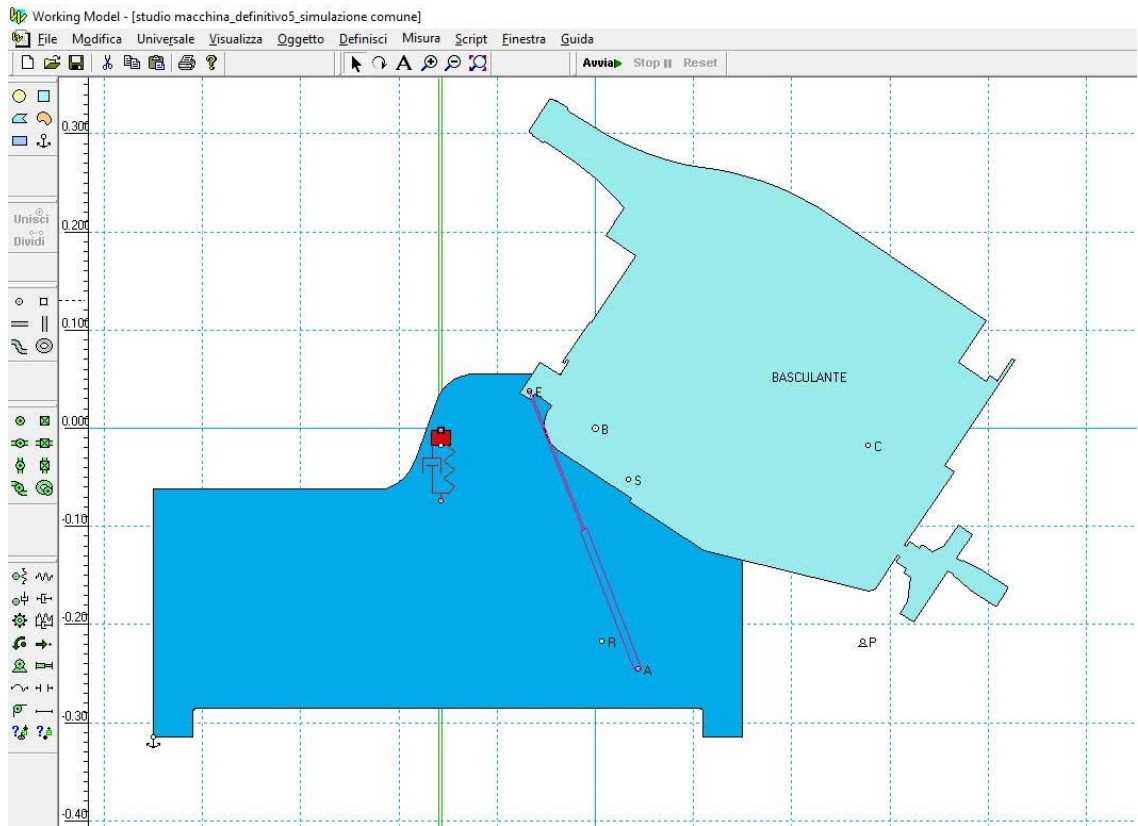 Working Model - [studio macchina_definitivo5_simulazione comune]
File Modifica Universale Visualizza Oggetto Definisci Misura Script Finestra Guida
A Avvia Stop Reset
0.300
Unisci
0.200
Dividi
0.100
BASCULANTE
E
0.000
B
C
S
-0.10
-0.20
R
P
A
-0.30
-0.40